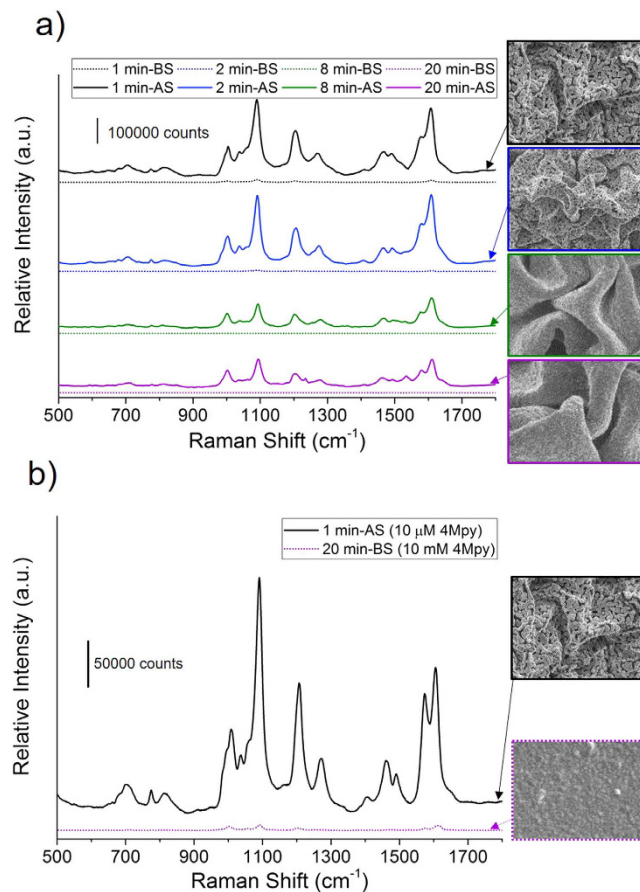 a)
1 min-BS 2 min-BS 8 min-BS 20 min-BS
1 min-AS 2 min-AS 8 min-AS 20 min-AS
100000 counts
Relative Intensity (a.u.)
500 700 900 1100 1300 1500 1700
Raman Shift (cm⁻¹)
b)
1 min-AS (10 μM 4Mpy)
20 min-BS (10 mM 4Mpy)
50000 counts
Relative Intensity (a.u.)
500 700 900 1100 1300 1500 1700
Raman Shift (cm⁻¹)